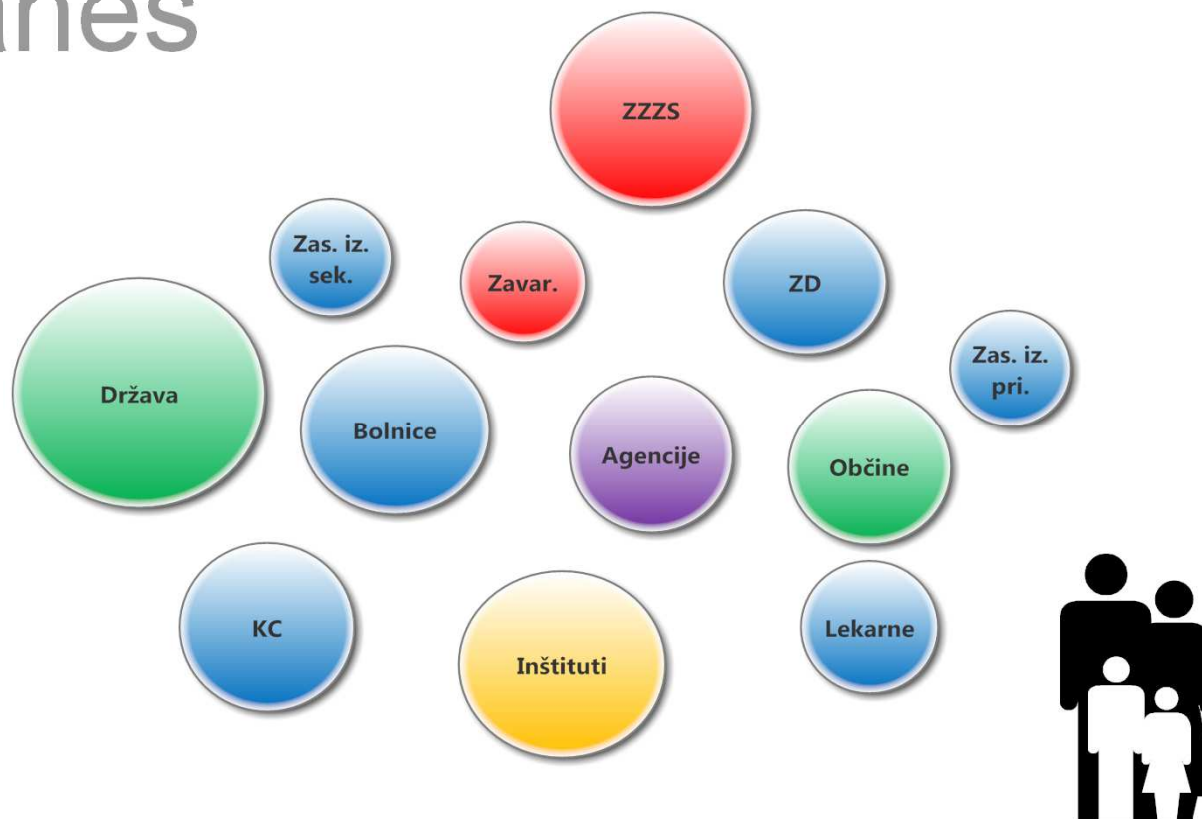 anes
ZZZS
Zas. iz.
sek.
Zavar.
ZD
Zas. iz.
pri.
Država
Bolnice
Agencije
Občine
KC
Inštituti
Lekarne